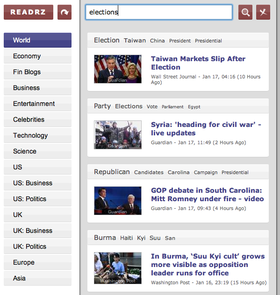 READRZ
elections
World
Economy
Fin Blogs
Business
Entertainment
Celebrities
Technology
Science
US
US: Business
US: Politics
UK
UK: Business
UK: Politics
Europe
Asia
Election Taiwan China President Presidential
Taiwan Markets Slip After
Election
Wall Street Journal - Jan 17, 04:16 (10 Hours
Ago)
Party Elections Vote Parliament Egypt
Syria: 'heading for civil war' -
live updates
Guardian - Jan 17, 11:49 (2 Hours Ago)
Republican Candidates Carolina Campaign Presidential
GOP debate in South Carolina:
Mitt Romney under fire - video
Guardian - Jan 17, 09:43 (4 Hours Ago)
Burma Haiti Kyi Suu San
In Burma, ‘Suu Kyi cult’ grows
more visible as opposition
leader runs for office
Washington Post - Jan 16, 23:19 (15 Hours Ago)